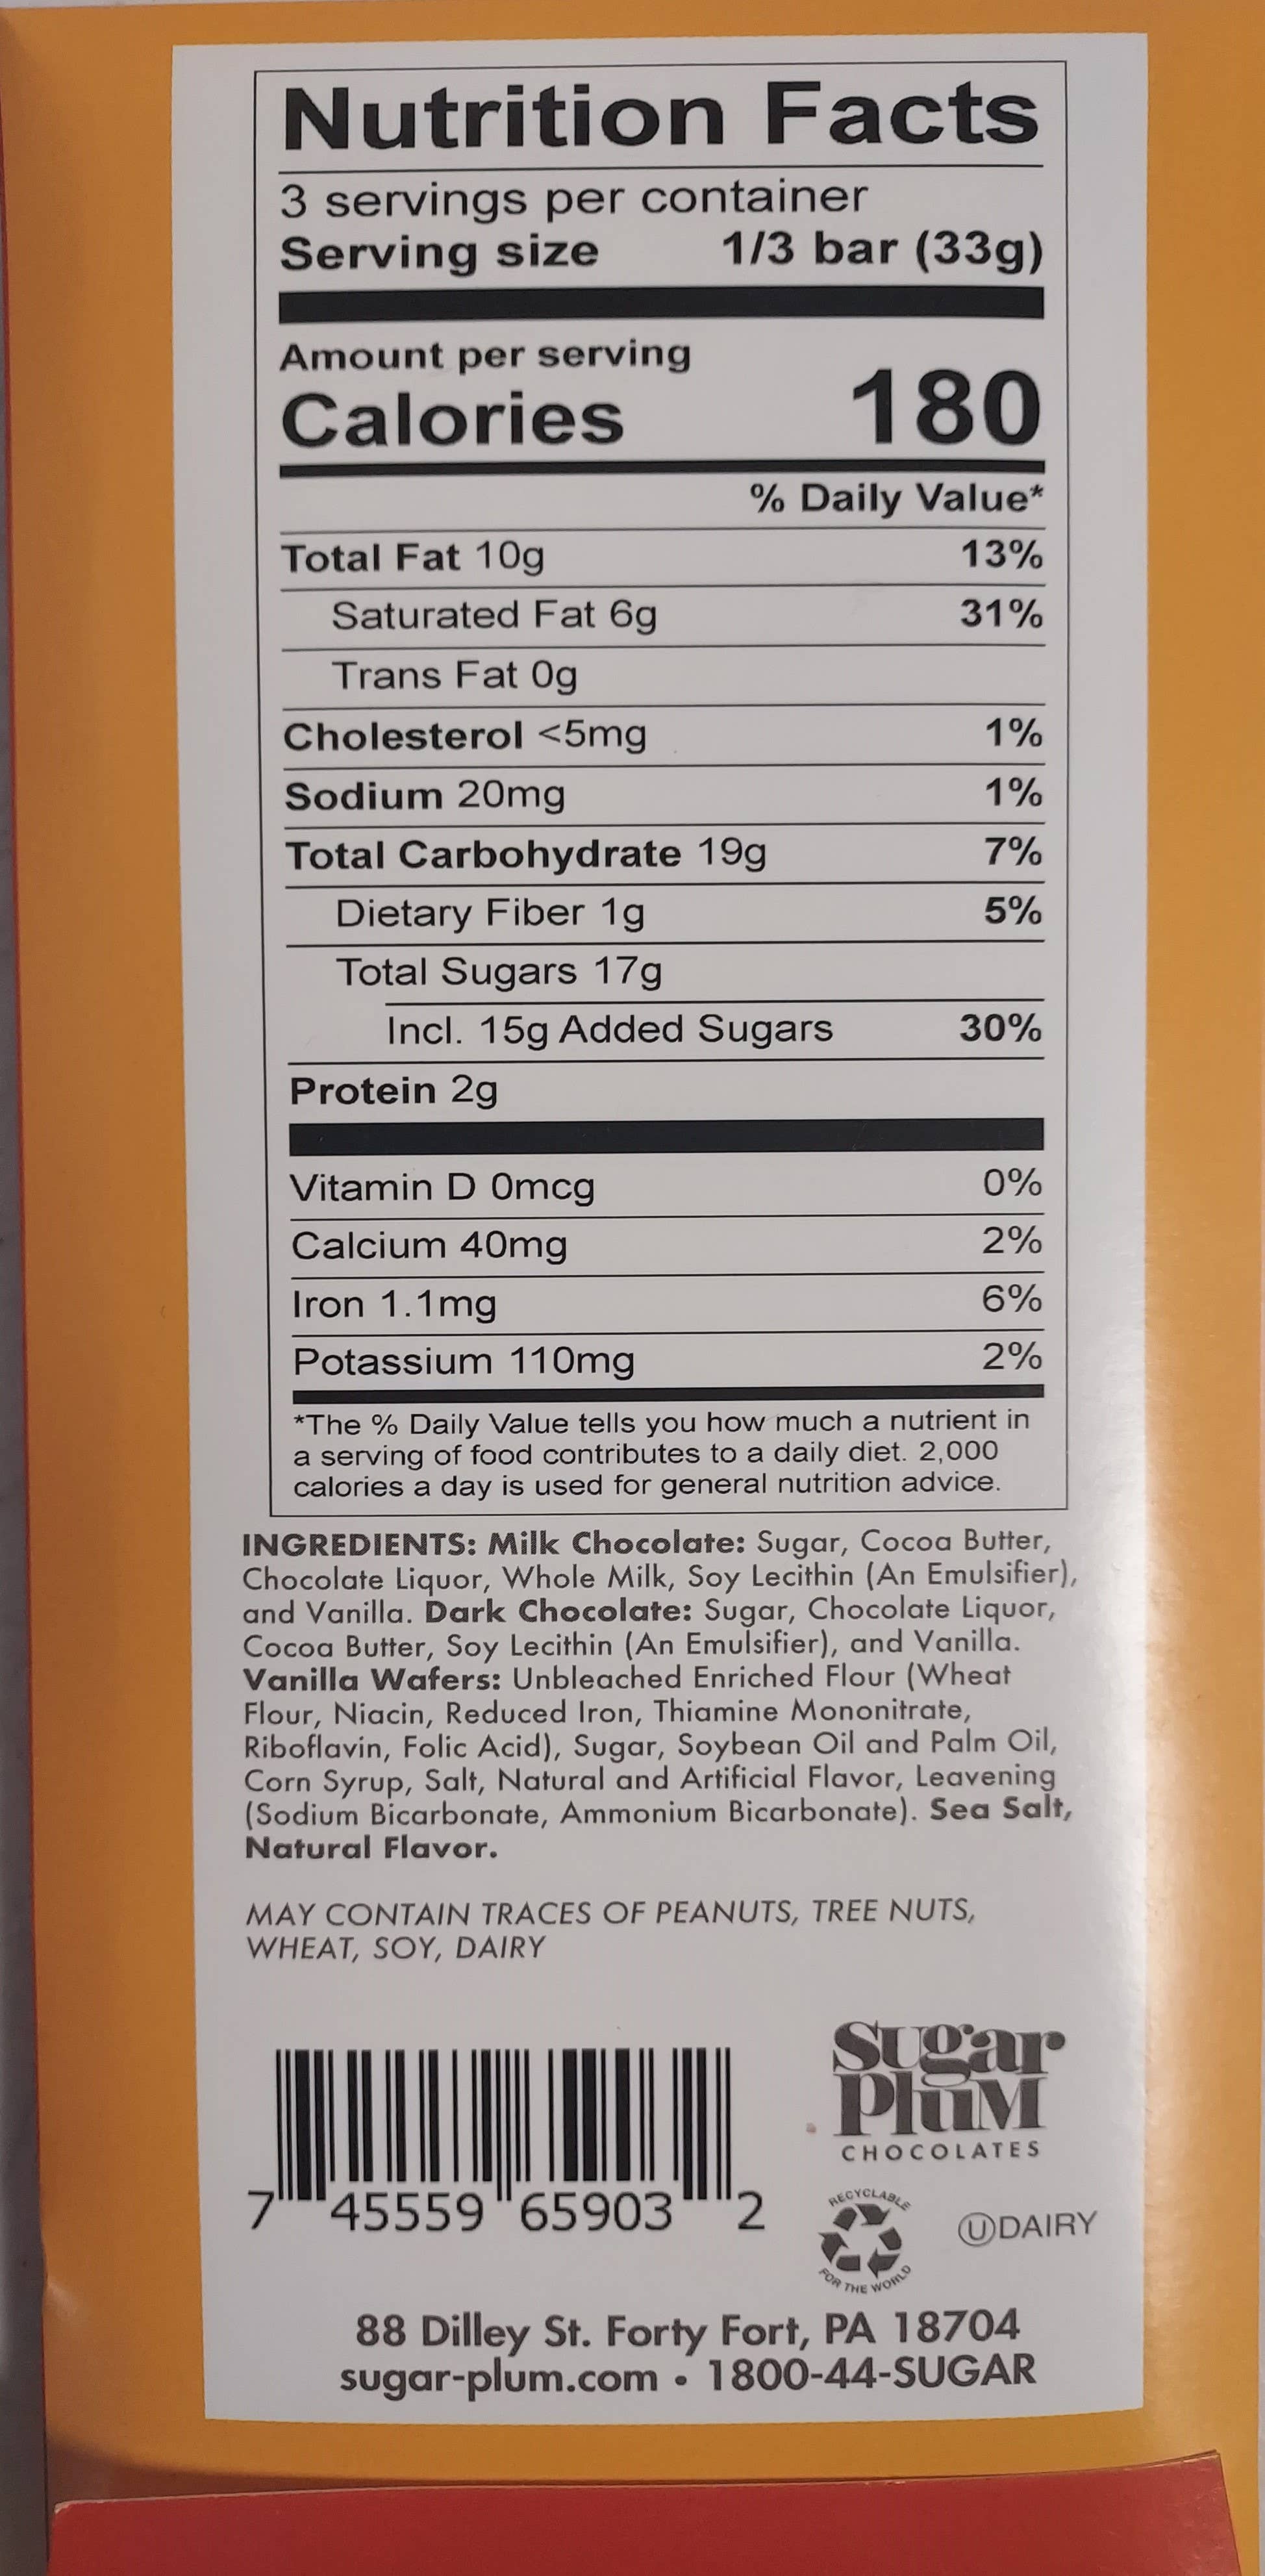 Nutrition Facts
3 servings per container
Serving size 1/3 bar (33g)
Amount per serving
Calories 180
% Daily Value*
Total Fat 10g 13%
Saturated Fat 6g 31%
Trans Fat 0g
Cholesterol <5mg 1%
Sodium 20mg 1%
Total Carbohydrate 19g 7%
Dietary Fiber 1g 5%
Total Sugars 17g
Incl. 15g Added Sugars 30%
Protein 2g
Vitamin D 0mcg 0%
Calcium 40mg 2%
Iron 1.1mg 6%
Potassium 110mg 2%
*The % Daily Value tells you how much a nutrient in
a serving of food contributes to a daily diet. 2,000
calories a day is used for general nutrition advice.
INGREDIENTS: Milk Chocolate: Sugar, Cocoa Butter,
Chocolate Liquor, Whole Milk, Soy Lecithin (An Emulsifier),
and Vanilla. Dark Chocolate: Sugar, Chocolate Liquor,
Cocoa Butter, Soy Lecithin (An Emulsifier), and Vanilla.
Vanilla Wafers: Unbleached Enriched Flour (Wheat
Flour, Niacin, Reduced Iron, Thiamine Mononitrate,
Riboflavin, Folic Acid), Sugar, Soybean Oil and Palm Oil,
Corn Syrup, Salt, Natural and Artificial Flavor, Leavening
(Sodium Bicarbonate, Ammonium Bicarbonate). Sea Salt,
Natural Flavor.
MAY CONTAIN TRACES OF PEANUTS, TREE NUTS,
WHEAT, SOY, DAIRY
Sugar
Plum
CHOCOLATES
7 45559 65903 2
RECYCLABLE
FOR THE WORLD
Ⓤ DAIRY
88 Dilley St. Forty Fort, PA 18704
sugar-plum.com • 1800-44-SUGAR